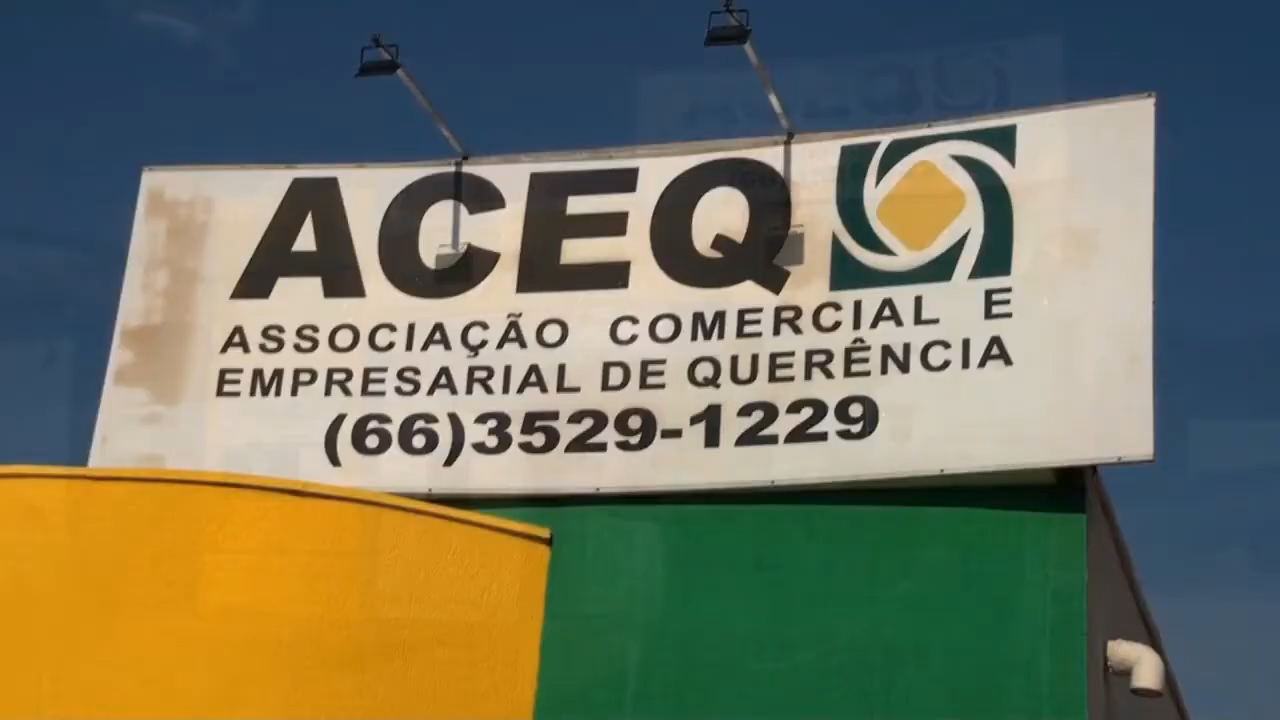 ACEQ
ASSOCIAÇÃO COMERCIAL E
EMPRESARIAL DE QUERÊNCIA
(66)3529-1229